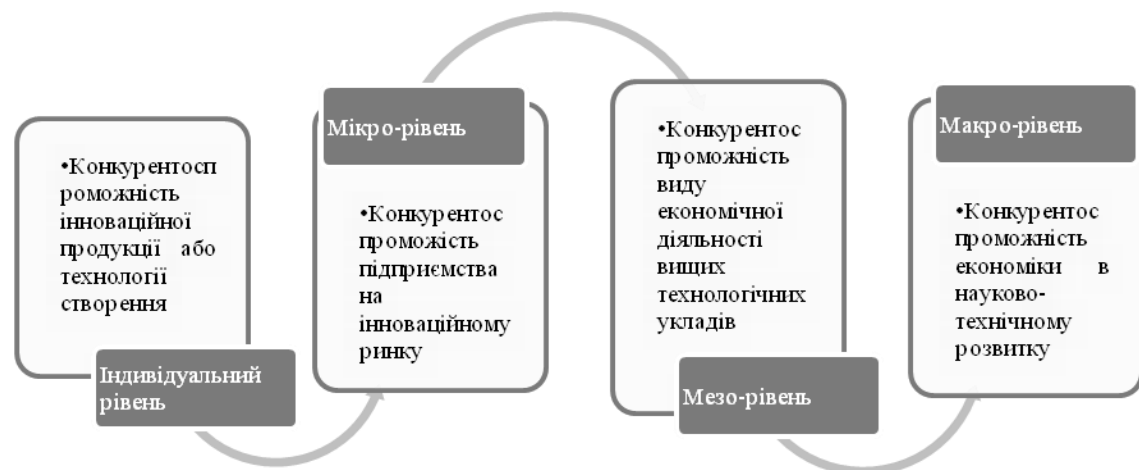 •Конкурентосп
роможність
інноваційної
продукції або
технології
створення
Індивідуальний
рівень
Мікро-рівень
•Конкурентос
проможість
підприємства
на
інноваційному
ринку
•Конкурентос
проможність
виду
економічної
діяльності
вищих
технологічних
укладів
Мезо-рівень
Макро-рівень
•Конкурентос
проможність
економіки в
науково-
технічному
розвитку